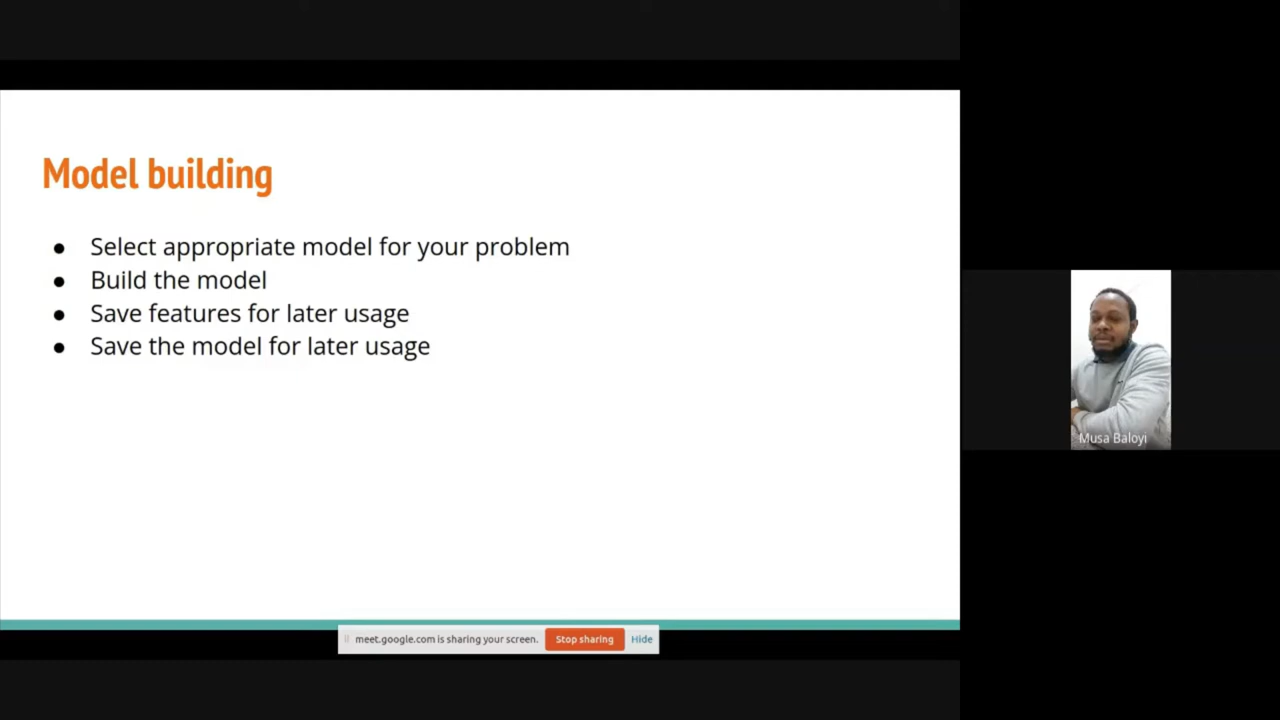 Model building
● Select appropriate model for your problem
● Build the model
● Save features for later usage
● Save the model for later usage
Musa Baloyi
meet.google.com is sharing your screen. Stop sharing Hide